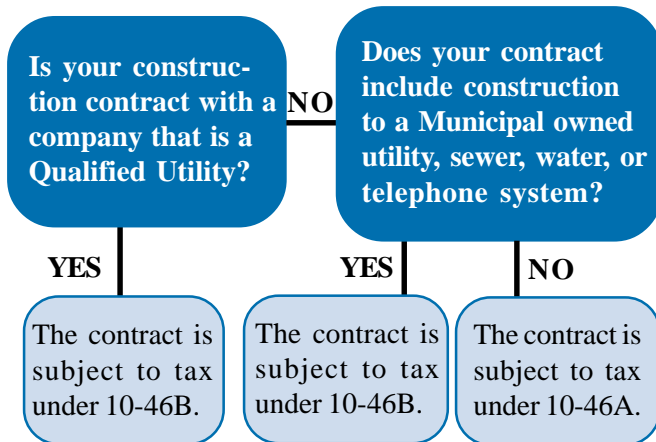 Is your construc-
tion contract with a
company that is a
Qualified Utility?
NO
Does your contract
include construction
to a Municipal owned
utility, sewer, water, or
telephone system?
YES
YES
NO
The contract is
subject to tax
under 10-46B.
The contract is
subject to tax
under 10-46B.
The contract is
subject to tax
under 10-46A.